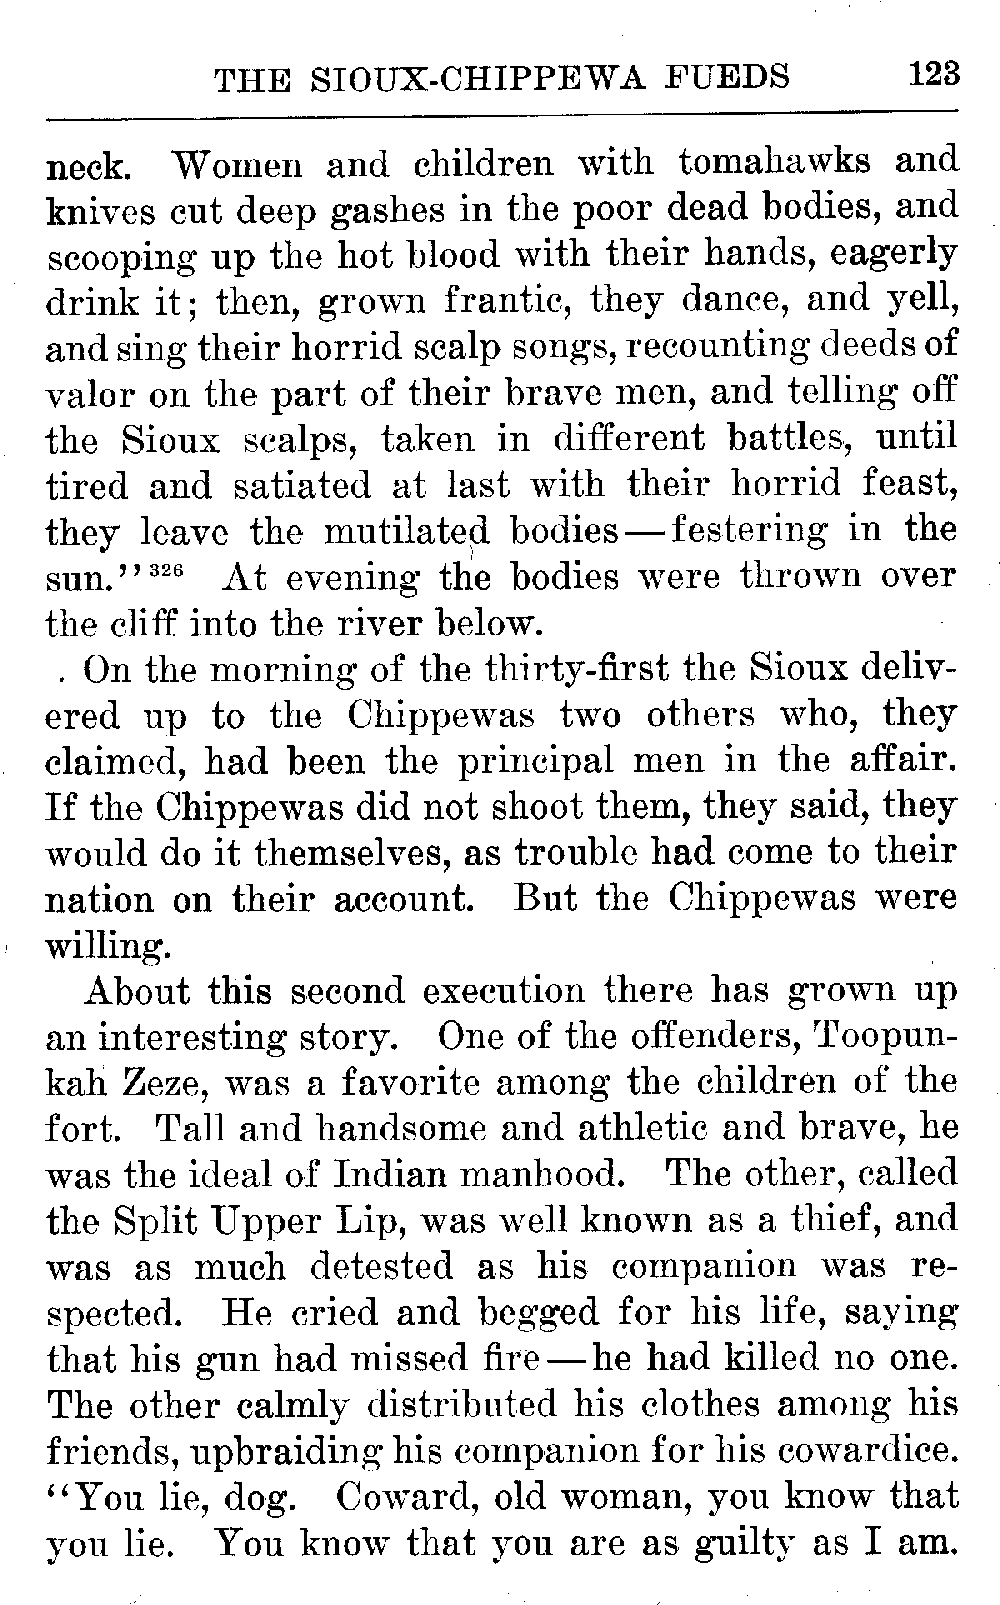 THE SIOUX-CHIPPEWA FUEDS 123
neck. Women and children with tomahawks and
knives cut deep gashes in the poor dead bodies, and
scooping up the hot blood with their hands, eagerly
drink it; then, grown frantic, they dance, and yell,
and sing their horrid scalp songs, recounting deeds of
valor on the part of their brave men, and telling off
the Sioux scalps, taken in different battles, until
tired and satiated at last with their horrid feast,
they leave the mutilated bodies—festering in the
sun.''326 At evening the bodies were thrown over
the cliff into the river below.
On the morning of the thirty-first the Sioux deliv-
ered up to the Chippewas two others who, they
claimed, had been the principal men in the affair.
If the Chippewas did not shoot them, they said, they
would do it themselves, as trouble had come to their
nation on their account. But the Chippewas were
willing.
About this second execution there has grown up
an interesting story. One of the offenders, Toopun-
kah Zeze, was a favorite among the children of the
fort. Tall and handsome and athletic and brave, he
was the ideal of Indian manhood. The other, called
the Split Upper Lip, was well known as a thief, and
was as much detested as his companion was re-
spected. He cried and begged for his life, saying
that his gun had missed fire—he had killed no one.
The other calmly distributed his clothes among his
friends, upbraiding his companion for his cowardice.
"You lie, dog. Coward, old woman, you know that
you lie. You know that you are as guilty as I am.